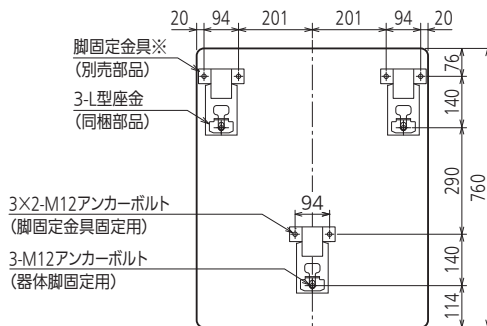 20 94 201 201 94 20
脚固定金具※
(別売部品)
3-L型座金
(同梱部品)
76
140
290
760
3×2-M12アンカーボルト
(脚固定金具固定用)
94
3-M12アンカーボルト
(器体脚固定用)
140
114